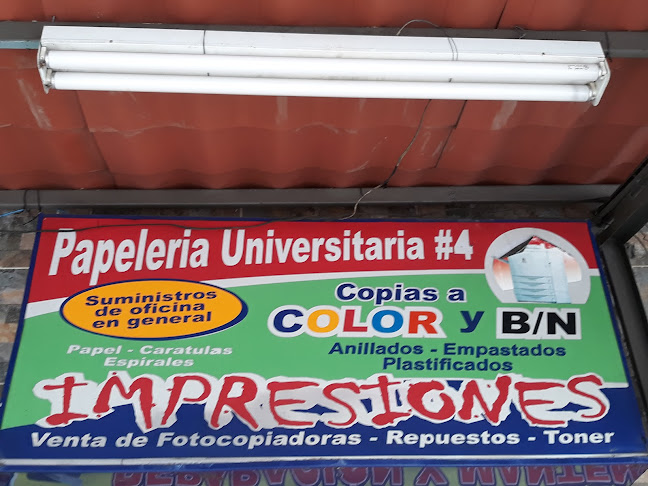 Papeleria Universitaria #4
Suministros
de oficina
en general
Copias a
COLOR y B/N
Papel - Caratulas
Espirales
Anillados - Empastados
Plastificados
IMPRESIONES
Venta de Fotocopiadoras - Repuestos - Toner